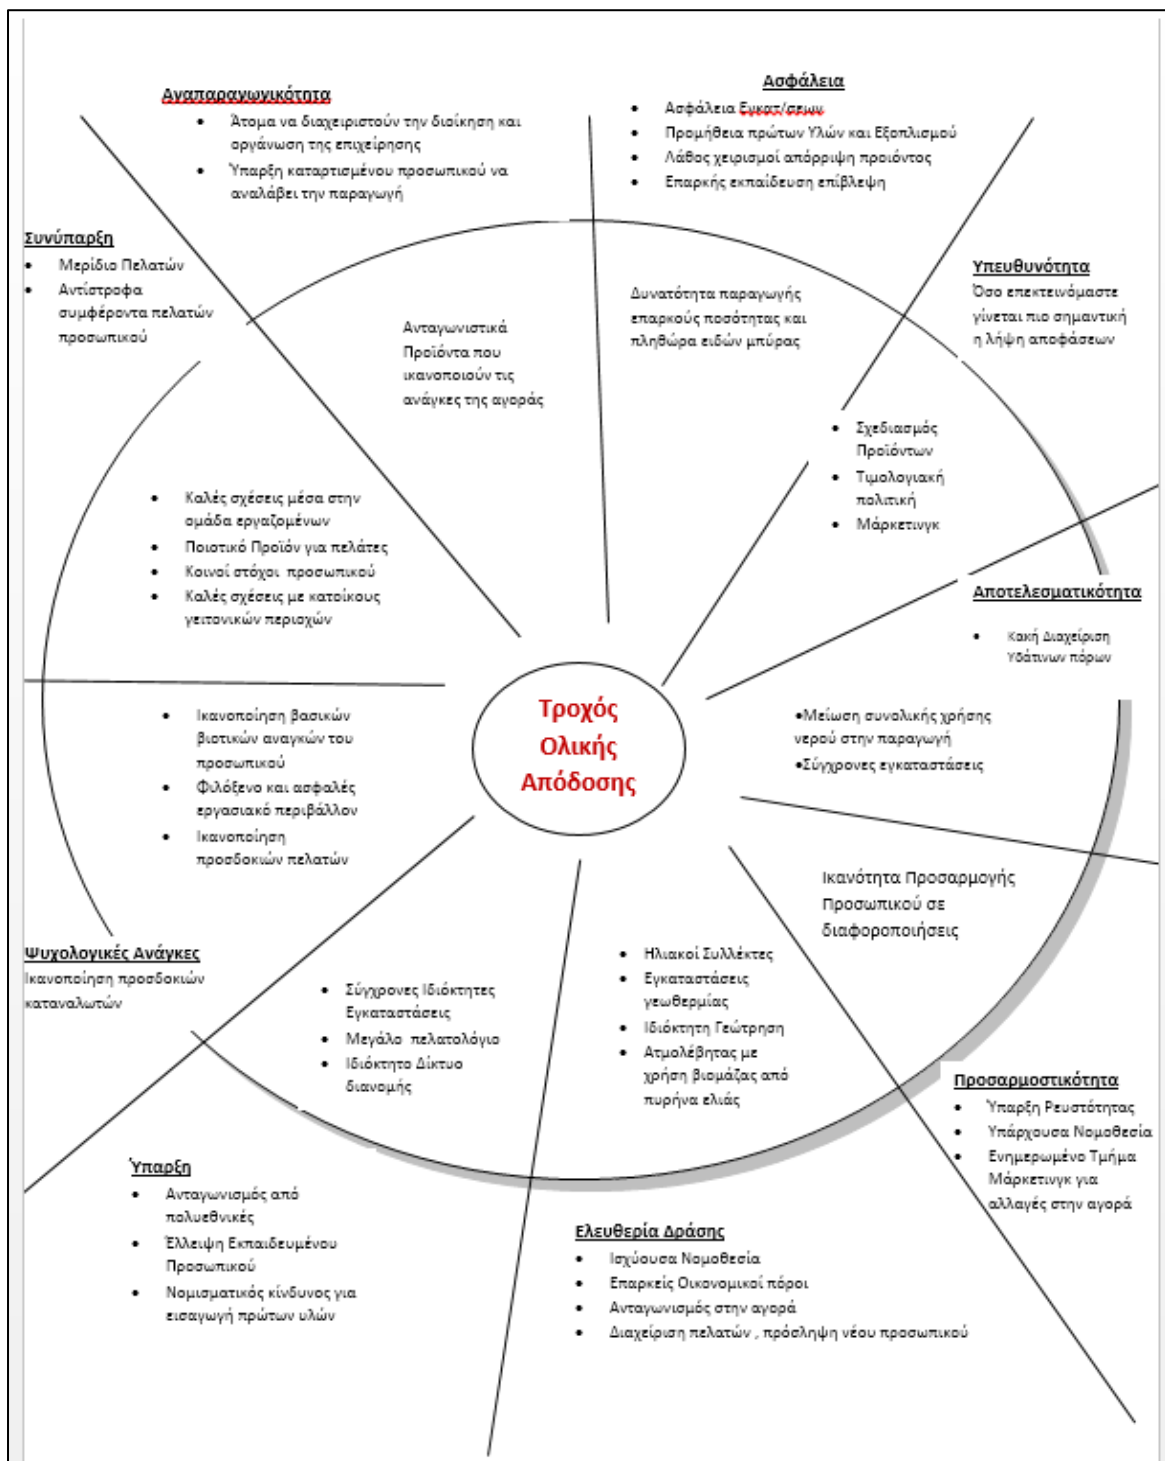 Αναπαραγωγικότητα
• Άτομα να διαχειριστούν την διοίκηση και
οργάνωση της επιχείρησης
• Ύπαρξη καταρτισμένου προσωπικού να
αναλάβει την παραγωγή
Ασφάλεια
• Ασφάλεια Εγκατ/σεων
• Προμήθεια πρώτων Υλών και Εξοπλισμού
• Λάθος χειρισμοί απόρριψη προιόντος
• Επαρκής εκπαίδευση επίβλεψη
Συνύπαρξη
• Μερίδιο Πελατών
• Αντίστροφα
συμφέροντα πελατών
προσωπικού
Υπευθυνότητα
Όσο επεκτεινόμαστε
γίνεται πιο σημαντική
η λήψη αποφάσεων
Ανταγωνιστικά
Προϊόντα που
ικανοποιούν τις
ανάγκες της αγοράς
Δυνατότητα παραγωγής
επαρκούς ποσότητας και
πληθώρα ειδών μπύρας
• Σχεδιασμός
Προϊόντων
• Τιμολογιακή
πολιτική
• Μάρκετινγκ
• Καλές σχέσεις μέσα στην
ομάδα εργαζομένων
• Ποιοτικό Προϊόν για πελάτες
• Κοινοί στόχοι προσωπικού
• Καλές σχέσεις με κατοίκους
γειτονικών περιοχών
Αποτελεσματικότητα
• Κακή Διαχείριση
Υδάτινων πόρων
Τροχός
Ολικής
Απόδοσης
• Ικανοποίηση βασικών
βιοτικών αναγκών του
προσωπικού
• Φιλόξενο και ασφαλές
εργασιακό περιβάλλον
• Ικανοποίηση
προσδοκιών πελατών
•Μείωση συνολικής χρήσης
νερού στην παραγωγή
•Σύγχρονες εγκαταστάσεις
Ικανότητα Προσαρμογής
Προσωπικού σε
διαφοροποιήσεις
Ψυχολογικές Ανάγκες
Ικανοποίηση προσδοκιών
καταναλωτών
• Σύγχρονες Ιδιόκτητες
Εγκαταστάσεις
• Μεγάλο πελατολόγιο
• Ιδιόκτητο Δίκτυο
διανομής
• Ηλιακοί Συλλέκτες
• Εγκαταστάσεις
γεωθερμίας
• Ιδιόκτητη Γεώτρηση
• Ατμολέβητας με
χρήση βιομάζας από
πυρήνα ελιάς
Προσαρμοστικότητα
• Ύπαρξη Ρευστότητας
• Υπάρχουσα Νομοθεσία
• Ενημερωμένο Τμήμα
Μάρκετινγκ για
αλλαγές στην αγορά
Ύπαρξη
• Ανταγωνισμός από
πολυεθνικές
• Έλλειψη Εκπαιδευμένου
Προσωπικού
• Νομισματικός κίνδυνος για
εισαγωγή πρώτων υλών
Ελευθερία Δράσης
• Ισχύουσα Νομοθεσία
• Επαρκείς Οικονομικοί πόροι
• Ανταγωνισμός στην αγορά
• Διαχείριση πελατών , πρόσληψη νέου προσωπικού